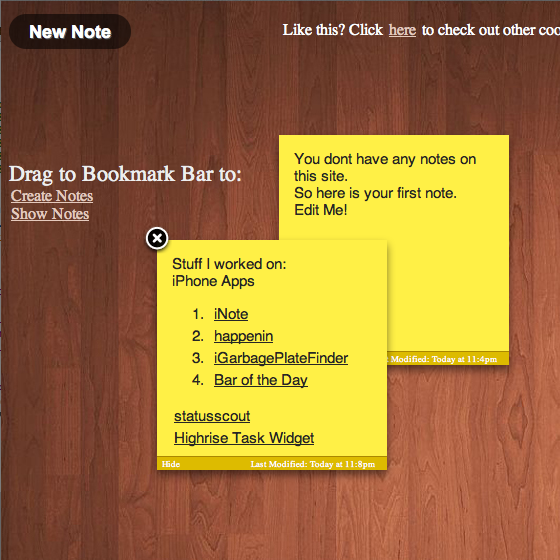 New Note
Like this? Click here to check out other
Drag to Bookmark Bar to:
Create Notes
Show Notes
You dont have any notes on
this site.
So here is your first note.
Edit Me!
Modified: Today at 11:4pm
Stuff I worked on:
iPhone Apps
1. iNote
2. happenin
3. iGarbagePlateFinder
4. Bar of the Day
statusscout
Highrise Task Widget
Hide Last Modified: Today at 11:8pm